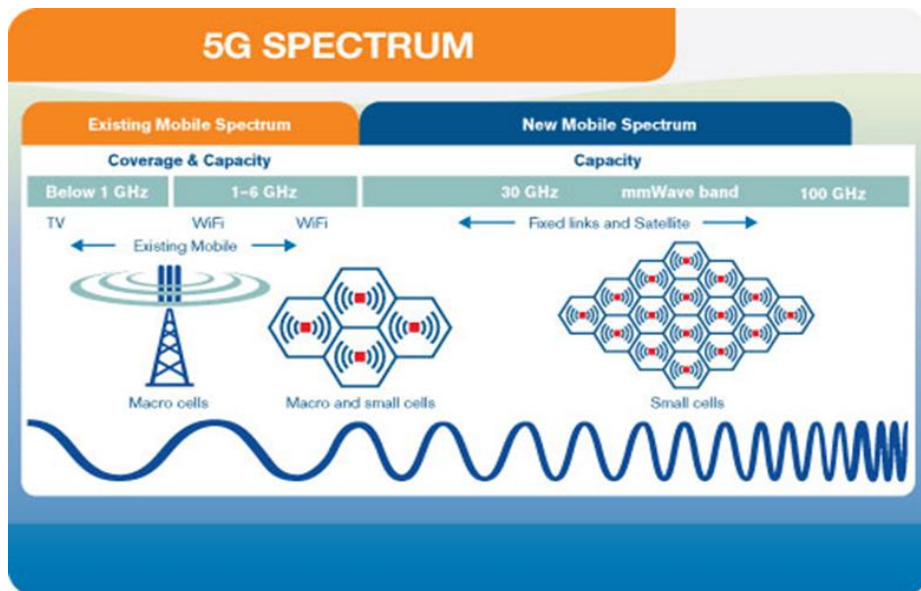 5G SPECTRUM
Existing Mobile Spectrum
New Mobile Spectrum
Coverage & Capacity
Capacity
Below 1 GHz
1–6 GHz
30 GHz
mmWave band
100 GHz
TV
WiFi
WiFi
Fixed links and Satellite
Existing Mobile
Macro cells
Macro and small cells
Small cells